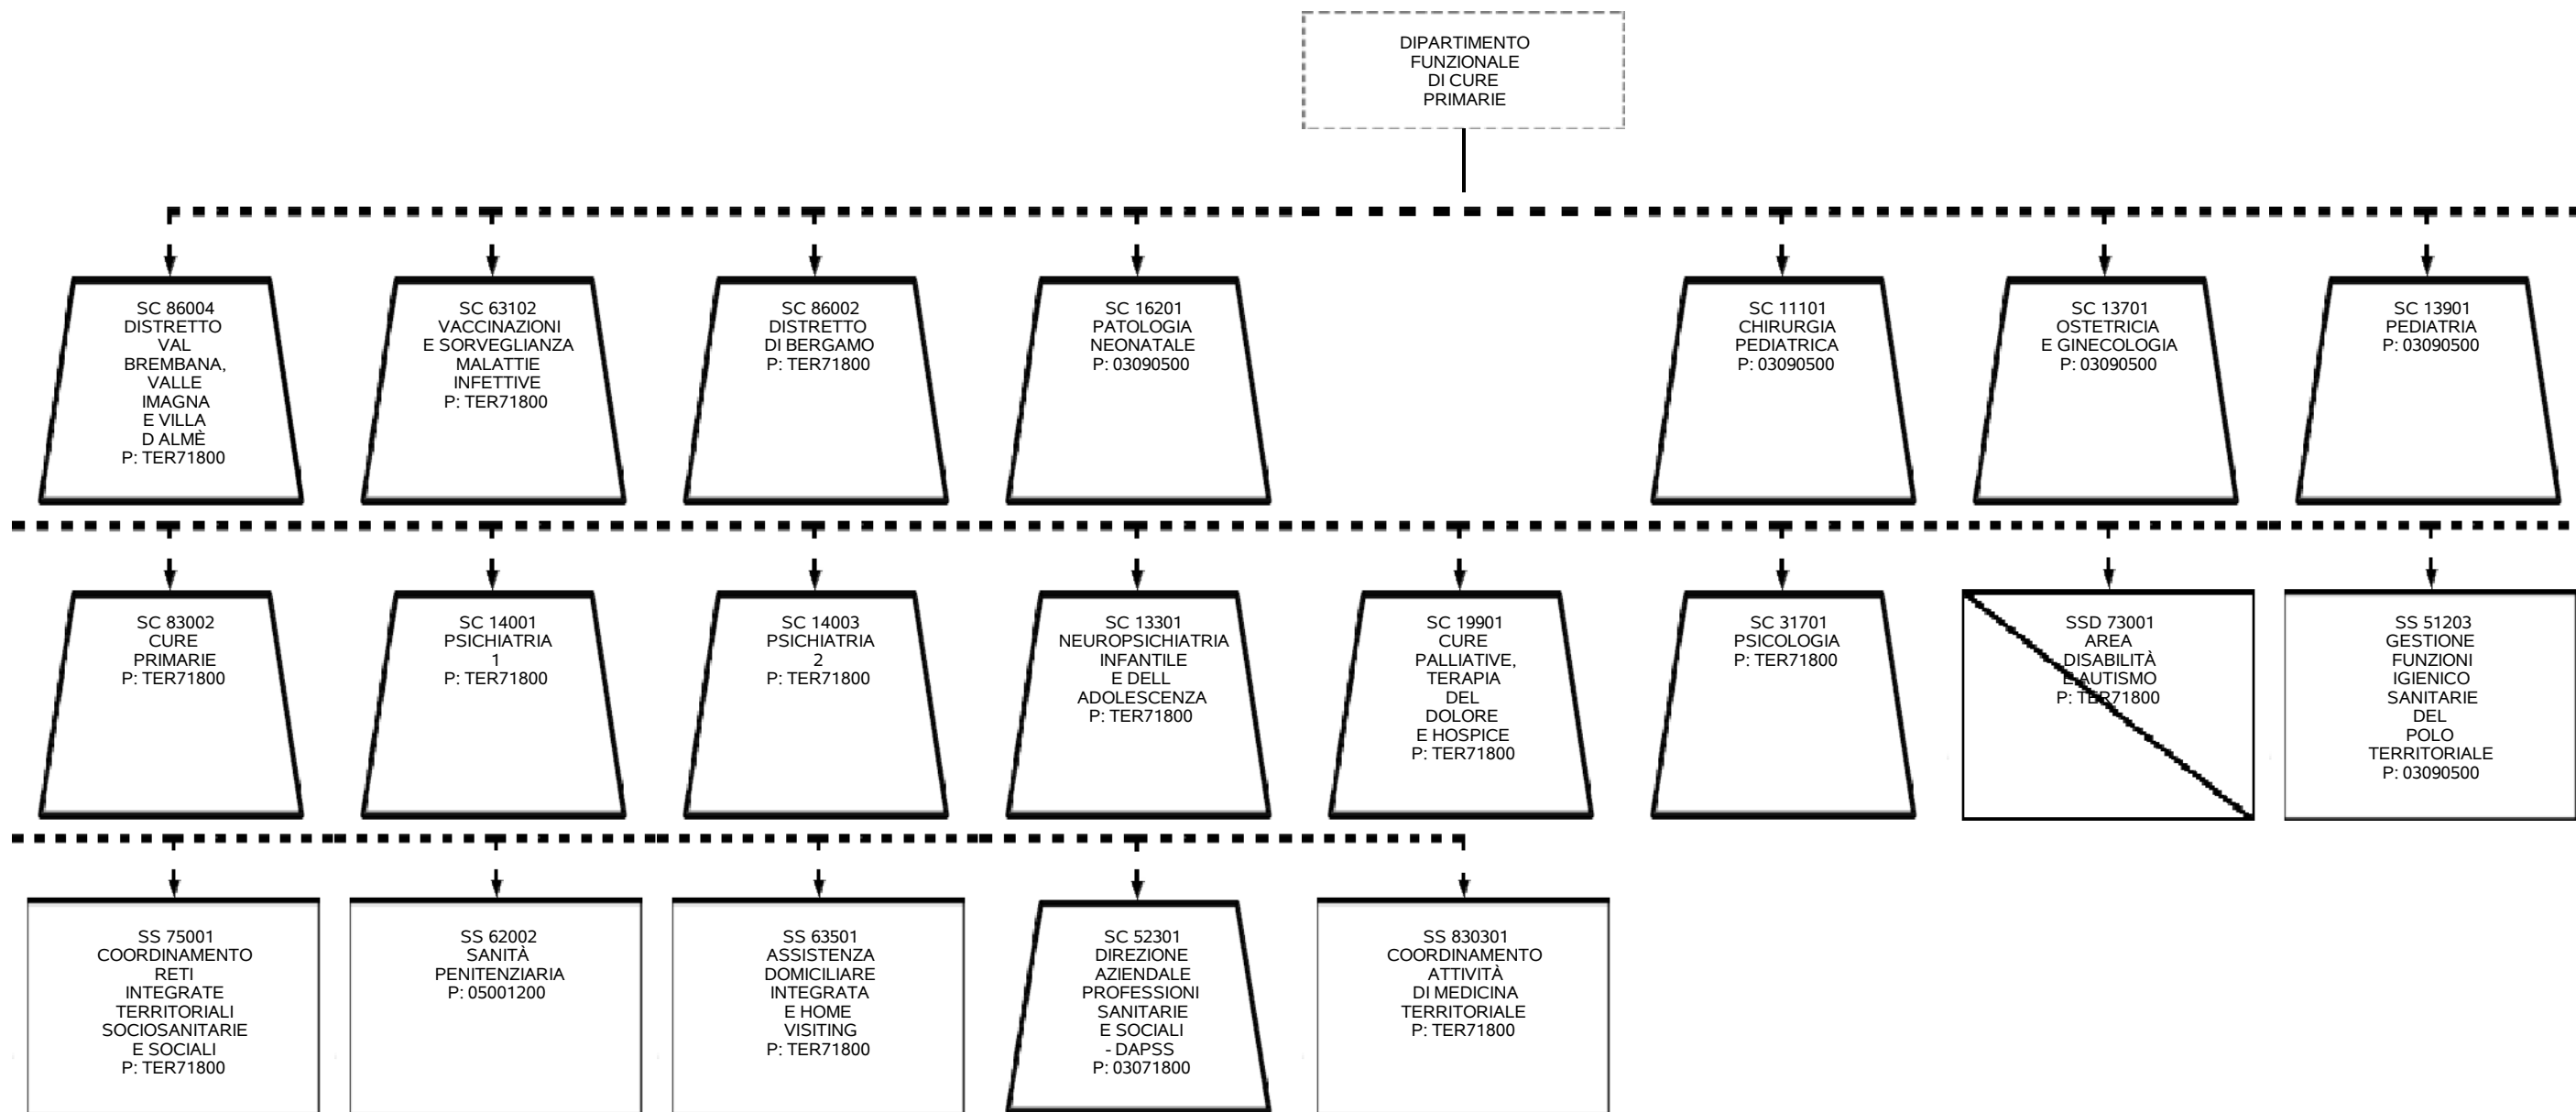 DIPARTIMENTO
FUNZIONALE
DI CURE
PRIMARIE
SC 86004
DISTRETTO
VAL
BREMBANA,
VALLE
IMAGNA
E VILLA
D ALMÈ
P: TER71800
SC 63102
VACCINAZIONI
E SORVEGLIANZA
MALATTIE
INFETTIVE
P: TER71800
SC 86002
DISTRETTO
DI BERGAMO
P: TER71800
SC 16201
PATOLOGIA
NEONATALE
P: 03090500
SC 11101
CHIRURGIA
PEDIATRICA
P: 03090500
SC 13701
OSTETRICIA
E GINECOLOGIA
P: 03090500
SC 13901
PEDIATRIA
P: 03090500
SC 83002
CURE
PRIMARIE
P: TER71800
SC 14001
PSICHIATRIA
1
P: TER71800
SC 14003
PSICHIATRIA
2
P: TER71800
SC 13301
NEUROPSICHIATRIA
INFANTILE
E DELL
ADOLESCENZA
P: TER71800
SC 19901
CURE
PALLIATIVE,
TERAPIA
DEL
DOLORE
E HOSPICE
P: TER71800
SC 31701
PSICOLOGIA
P: TER71800
SSD 73001
AREA
DISABILITÀ
E AUTISMO
P: TER71800
SS 51203
GESTIONE
FUNZIONI
IGIENICO
SANITARIE
DEL
POLO
TERRITORIALE
P: 03090500
SS 75001
COORDINAMENTO
RETI
INTEGRATE
TERRITORIALI
SOCIOSANITARIE
E SOCIALI
P: TER71800
SS 62002
SANITÀ
PENITENZIARIA
P: 05001200
SS 63501
ASSISTENZA
DOMICILIARE
INTEGRATA
E HOME
VISITING
P: TER71800
SC 52301
DIREZIONE
AZIENDALE
PROFESSIONI
SANITARIE
E SOCIALI
- DAPSS
P: 03071800
SS 830301
COORDINAMENTO
ATTIVITÀ
DI MEDICINA
TERRITORIALE
P: TER71800